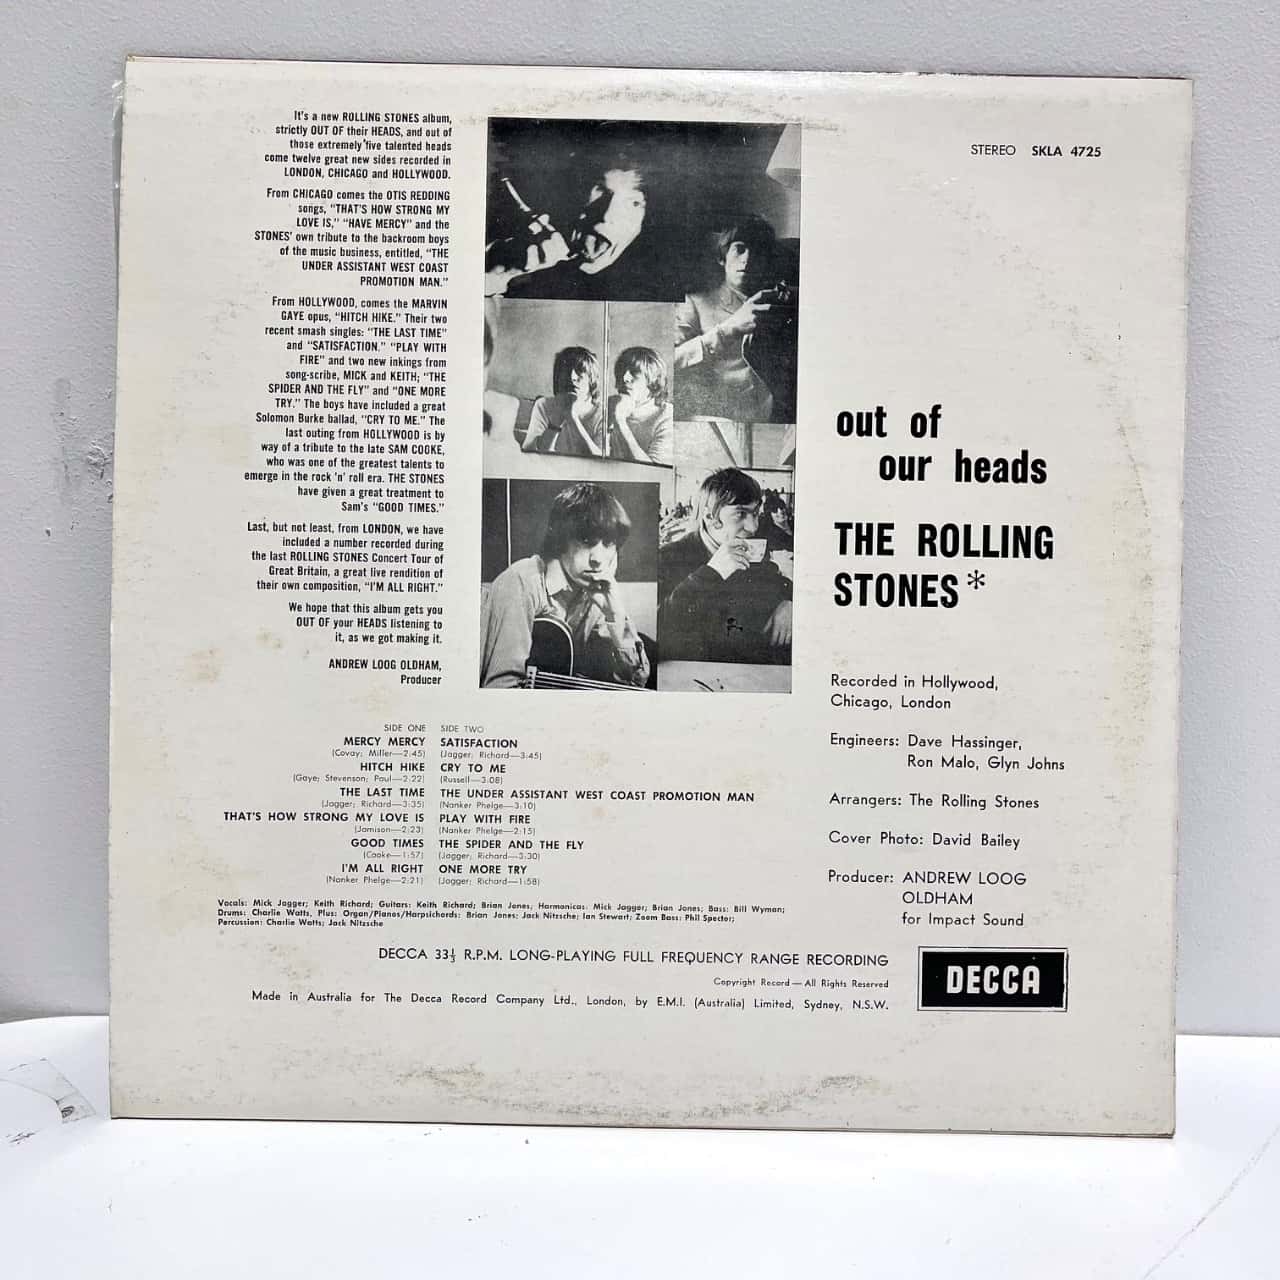 It's a new ROLLING STONES album,
strictly OUT OF their HEADS, and out of
those extremely five talented heads
come twelve great new sides recorded in
LONDON, CHICAGO and HOLLYWOOD.
From CHICAGO comes the OTIS REDDING
songs, "THAT'S HOW STRONG MY
LOVE IS," "HAVE MERCY" and the
STONES' own tribute to the backroom boys
of the music business, entitled, "THE
UNDER ASSISTANT WEST COAST
PROMOTION MAN."
From HOLLYWOOD, comes the MARVIN
GAYE opus, "HITCH HIKE." Their two
recent smash singles: "THE LAST TIME"
and "SATISFACTION." "PLAY WITH
FIRE" and two new inkings from
song-scribe, MICK and KEITH; "THE
SPIDER AND THE FLY" and "ONE MORE
TRY." The boys have included a great
Solomon Burke ballad, "CRY TO ME." The
last outing from HOLLYWOOD is by
way of a tribute to the late SAM COOKE,
who was one of the greatest talents to
emerge in the rock 'n' roll era. THE STONES
have given a great treatment to
Sam's "GOOD TIMES."
Last, but not least, from LONDON, we have
included a number recorded during
the last ROLLING STONES Concert Tour of
Great Britain, a great live rendition of
their own composition, "I'M ALL RIGHT."
We hope that this album gets you
OUT OF your HEADS listening to
it, as we got making it.
ANDREW LOOG OLDHAM,
Producer
STEREO SKLA 4725
out of
our heads
THE ROLLING
STONES*
Recorded in Hollywood,
Chicago, London
Engineers: Dave Hassinger,
Ron Malo, Glyn Johns
Arrangers: The Rolling Stones
Cover Photo: David Bailey
Producer: ANDREW LOOG
OLDHAM
for Impact Sound
SIDE ONE
MERCY MERCY
(Covay; Miller—2:45)
HITCH HIKE
(Gaye; Stevenson; Paul—2:22)
THE LAST TIME
(Jagger; Richard—3:35)
THAT'S HOW STRONG MY LOVE IS
(Jamison—2:23)
GOOD TIMES
(Cooke—1:57)
I'M ALL RIGHT
(Nanker Phelge—2:21)
SIDE TWO
SATISFACTION
(Jagger; Richard—3:45)
CRY TO ME
(Russell—3:08)
THE UNDER ASSISTANT WEST COAST PROMOTION MAN
(Nanker Phelge—3:10)
PLAY WITH FIRE
(Nanker Phelge—2:15)
THE SPIDER AND THE FLY
(Jagger; Richard—3:30)
ONE MORE TRY
(Jagger; Richard—1:58)
Vocals: Mick Jagger; Keith Richard; Guitars: Keith Richard; Brian Jones; Harmonicas: Mick Jagger; Brian Jones; Bass: Bill Wyman;
Drums: Charlie Watts, Plus: Organ/Pianos/Harpsichords: Brian Jones; Jack Nitzsche; Ian Stewart; Zoom Bass: Phil Spector;
Percussion: Charlie Watts; Jack Nitzsche
DECCA 33⅓ R.P.M. LONG-PLAYING FULL FREQUENCY RANGE RECORDING
Copyright Record — All Rights Reserved
Made in Australia for The Decca Record Company Ltd., London, by E.M.I. (Australia) Limited, Sydney, N.S.W.
DECCA